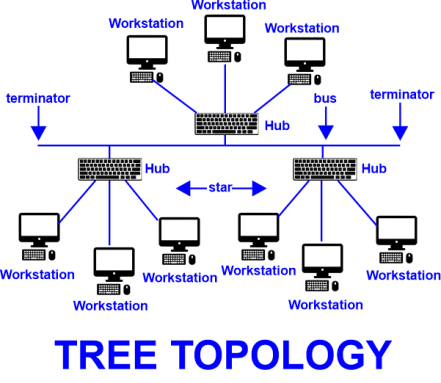 Workstation
Workstation
Workstation
terminator
bus
terminator
Hub
Hub
star
Hub
Workstation
Workstation
Workstation
Workstation
Workstation
Workstation
TREE TOPOLOGY